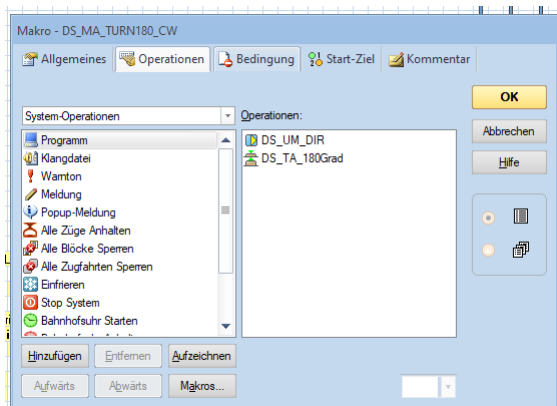 Makro - DS_MA_TURN180_CW
Allgemeines Operationen Bedingung Start-Ziel Kommentar
OK
System-Operationen Operationen:
Abbrechen
Programm DS_UM_DIR
Klangdatei DS_TA_180Grad
Hilfe
Warnton
Meldung
Popup-Meldung
Alle Züge Anhalten
Alle Blöcke Sperren
Alle Zugfahrten Sperren
Einfrieren
Stop System
Bahnhofsuhr Starten
Hinzufügen Entfernen Aufzeichnen
Aufwärts Abwärts Makros...